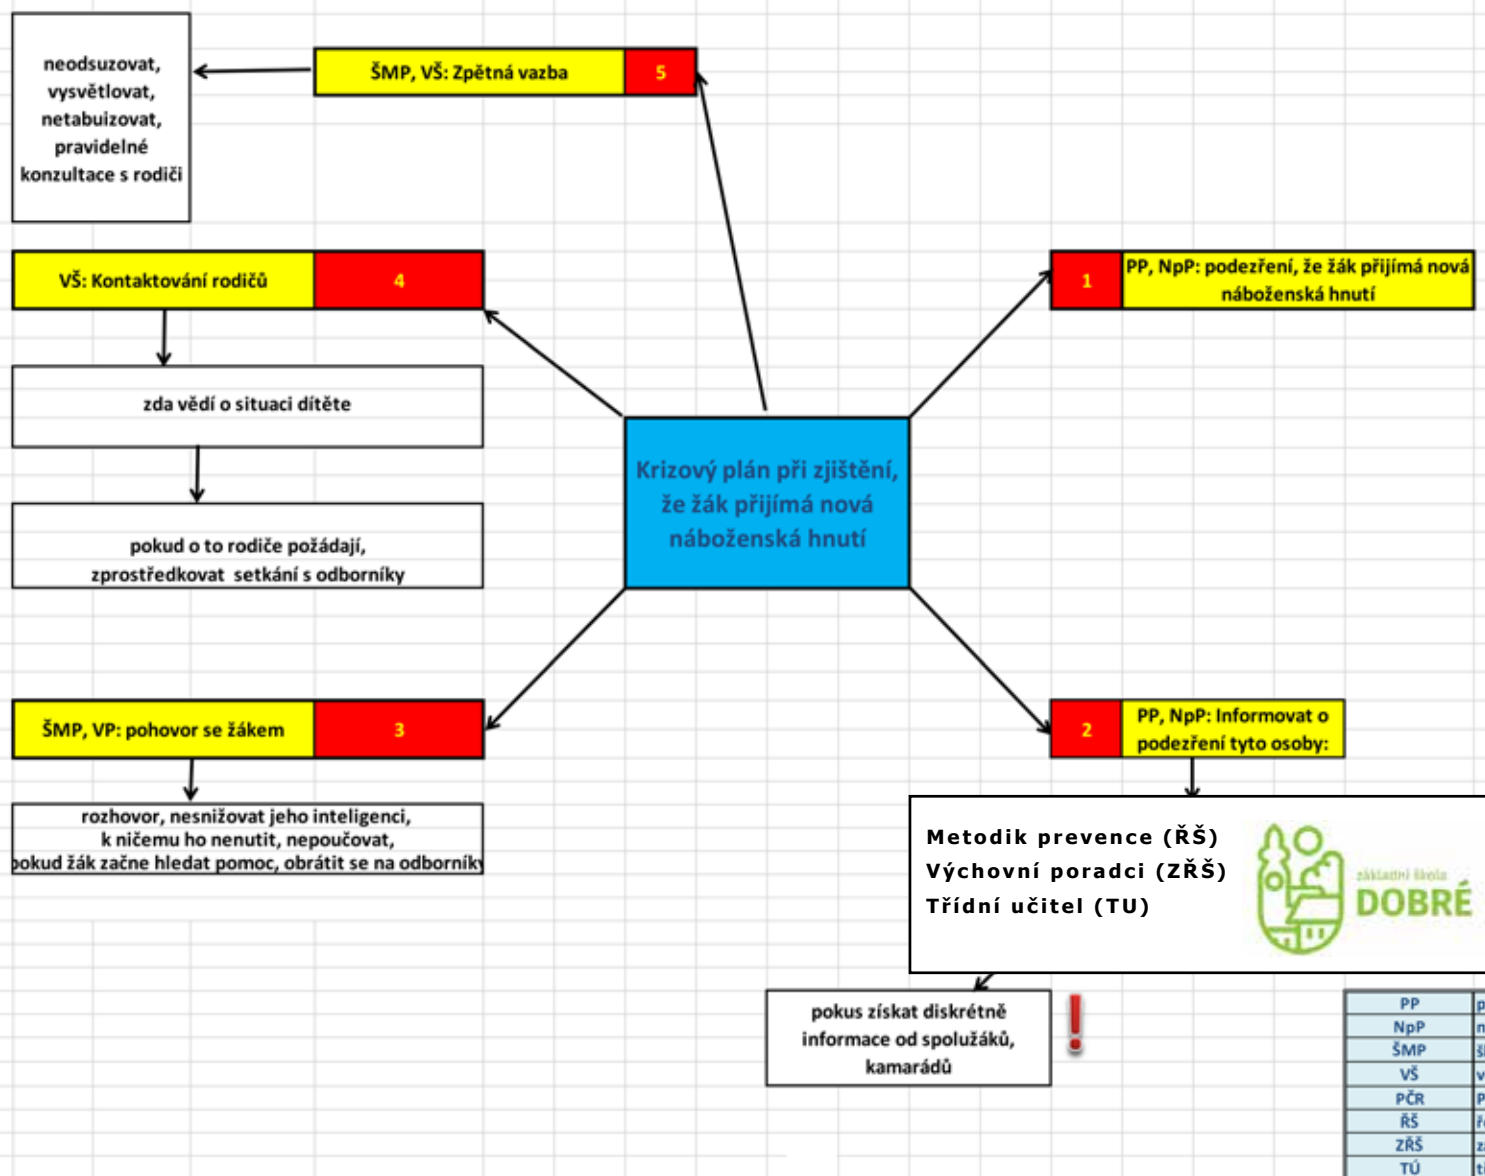 neodsuzovat,
vysvětlovat,
netabuizovat,
pravidelné
konzultace s rodiči
ŠMP, VŠ: Zpětná vazba 5
VŠ: Kontaktování rodičů 4
1 PP, NpP: podezření, že žák přijímá nová
náboženská hnutí
zda vědí o situaci dítěte
pokud o to rodiče požádají,
zprostředkovat setkání s odborníky
Krizový plán při zjištění,
že žák přijímá nová
náboženská hnutí
ŠMP, VP: pohovor se žákem 3
rozhovor, nesnižovat jeho inteligenci,
k ničemu ho nenutit, nepoučovat,
pokud žák začne hledat pomoc, obrátit se na odborníky
2 PP, NpP: Informovat o
podezření tyto osoby:
Metodik prevence (ŘŠ)
Výchovní poradci (ZŘŠ)
Třídní učitel (TU)
základní škola
DOBRÉ
pokus získat diskrétně
informace od spolužáků,
kamarádů
!
PP
NpP
ŠMP
VŠ
PČR
ŘŠ
ZŘŠ
TÚ